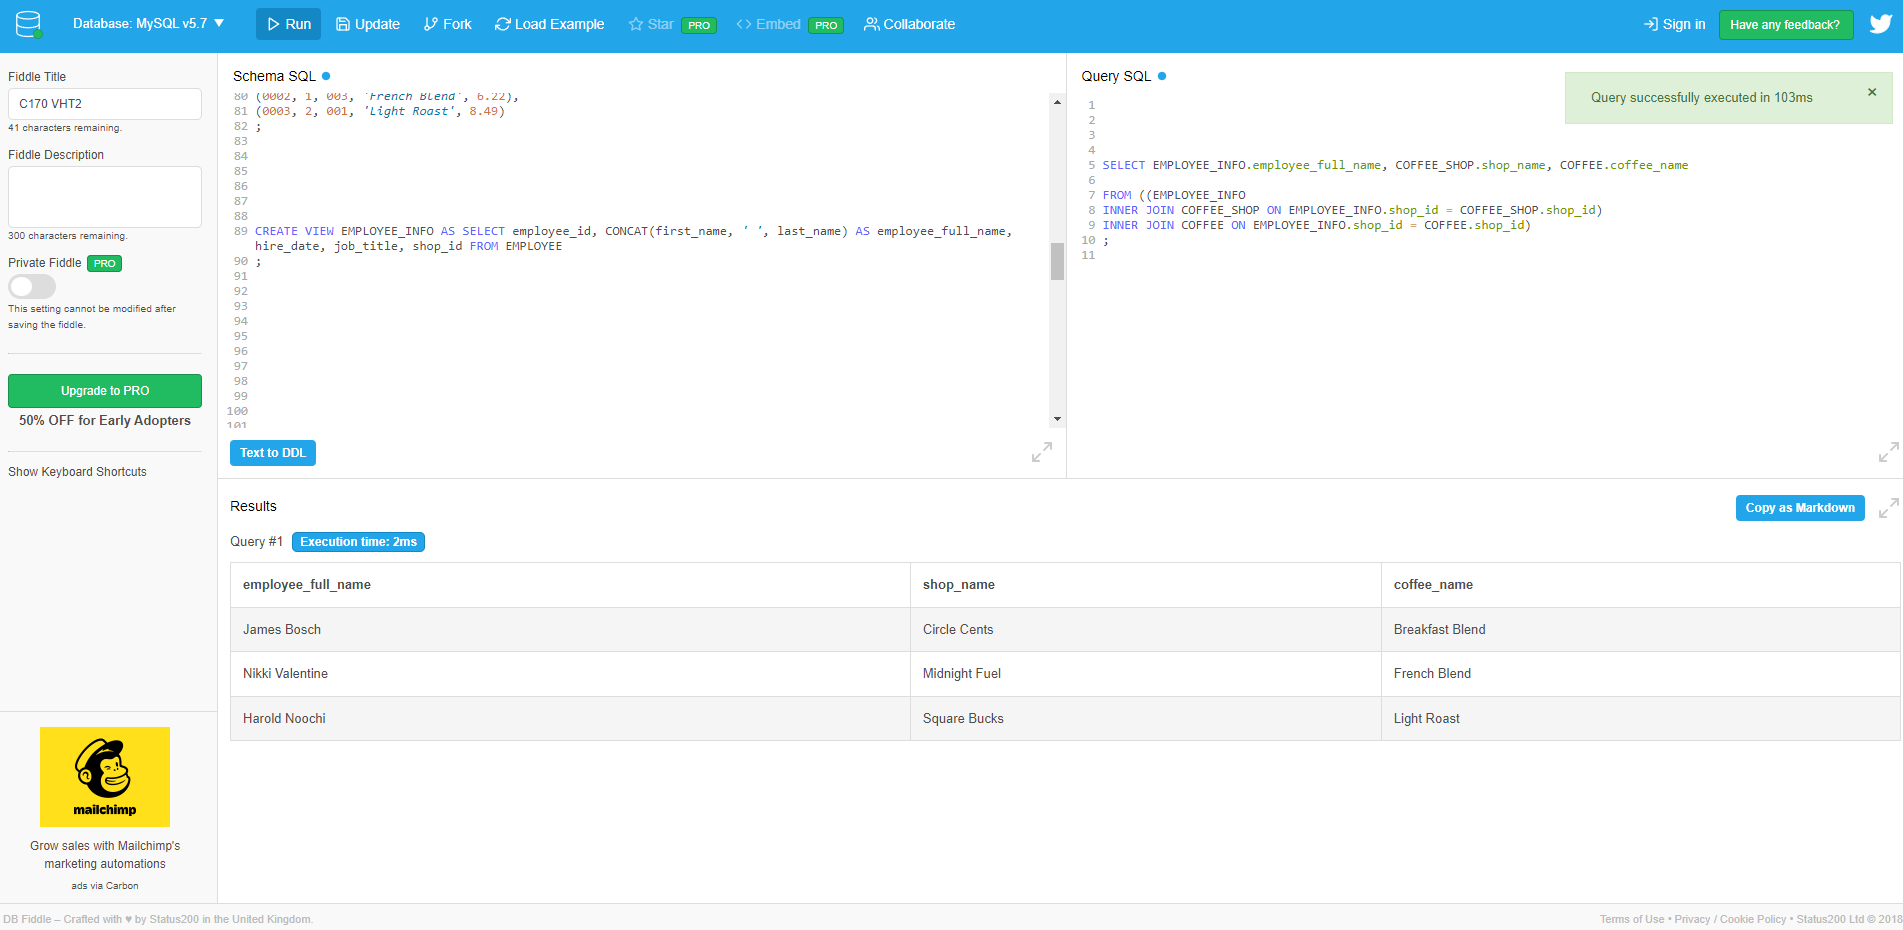 Database: MySQL v5.7 ▼
Run
Update
Fork
Load Example
Star PRO
Embed PRO
Collaborate
Sign in
Have any feedback?
Fiddle Title
C170 VHT2
41 characters remaining.
Fiddle Description
300 characters remaining.
Private Fiddle PRO
This setting cannot be modified after
saving the fiddle.
Upgrade to PRO
50% OFF for Early Adopters
Show Keyboard Shortcuts
mailchimp
Grow sales with Mailchimp's
marketing automations
ads via Carbon
Schema SQL
80 (0002, 1, 003, 'French Blend', 6.22),
81 (0003, 2, 001, 'Light Roast', 8.49)
82 ;
83
84
85
86
87
88
89 CREATE VIEW EMPLOYEE_INFO AS SELECT employee_id, CONCAT(first_name, ' ', last_name) AS employee_full_name,
hire_date, job_title, shop_id FROM EMPLOYEE
90 ;
91
92
93
94
95
96
97
98
99
100
101
Text to DDL
Query SQL
Query successfully executed in 103ms ×
1
2
3
4
5 SELECT EMPLOYEE_INFO.employee_full_name, COFFEE_SHOP.shop_name, COFFEE.coffee_name
6
7 FROM ((EMPLOYEE_INFO
8 INNER JOIN COFFEE_SHOP ON EMPLOYEE_INFO.shop_id = COFFEE_SHOP.shop_id)
9 INNER JOIN COFFEE ON EMPLOYEE_INFO.shop_id = COFFEE.shop_id)
10 ;
11
Results
Copy as Markdown
Query #1 Execution time: 2ms
employee_full_name shop_name coffee_name
James Bosch Circle Cents Breakfast Blend
Nikki Valentine Midnight Fuel French Blend
Harold Noochi Square Bucks Light Roast
DB Fiddle – Crafted with ♥ by Status200 in the United Kingdom.
Terms of Use • Privacy / Cookie Policy • Status200 Ltd © 2018